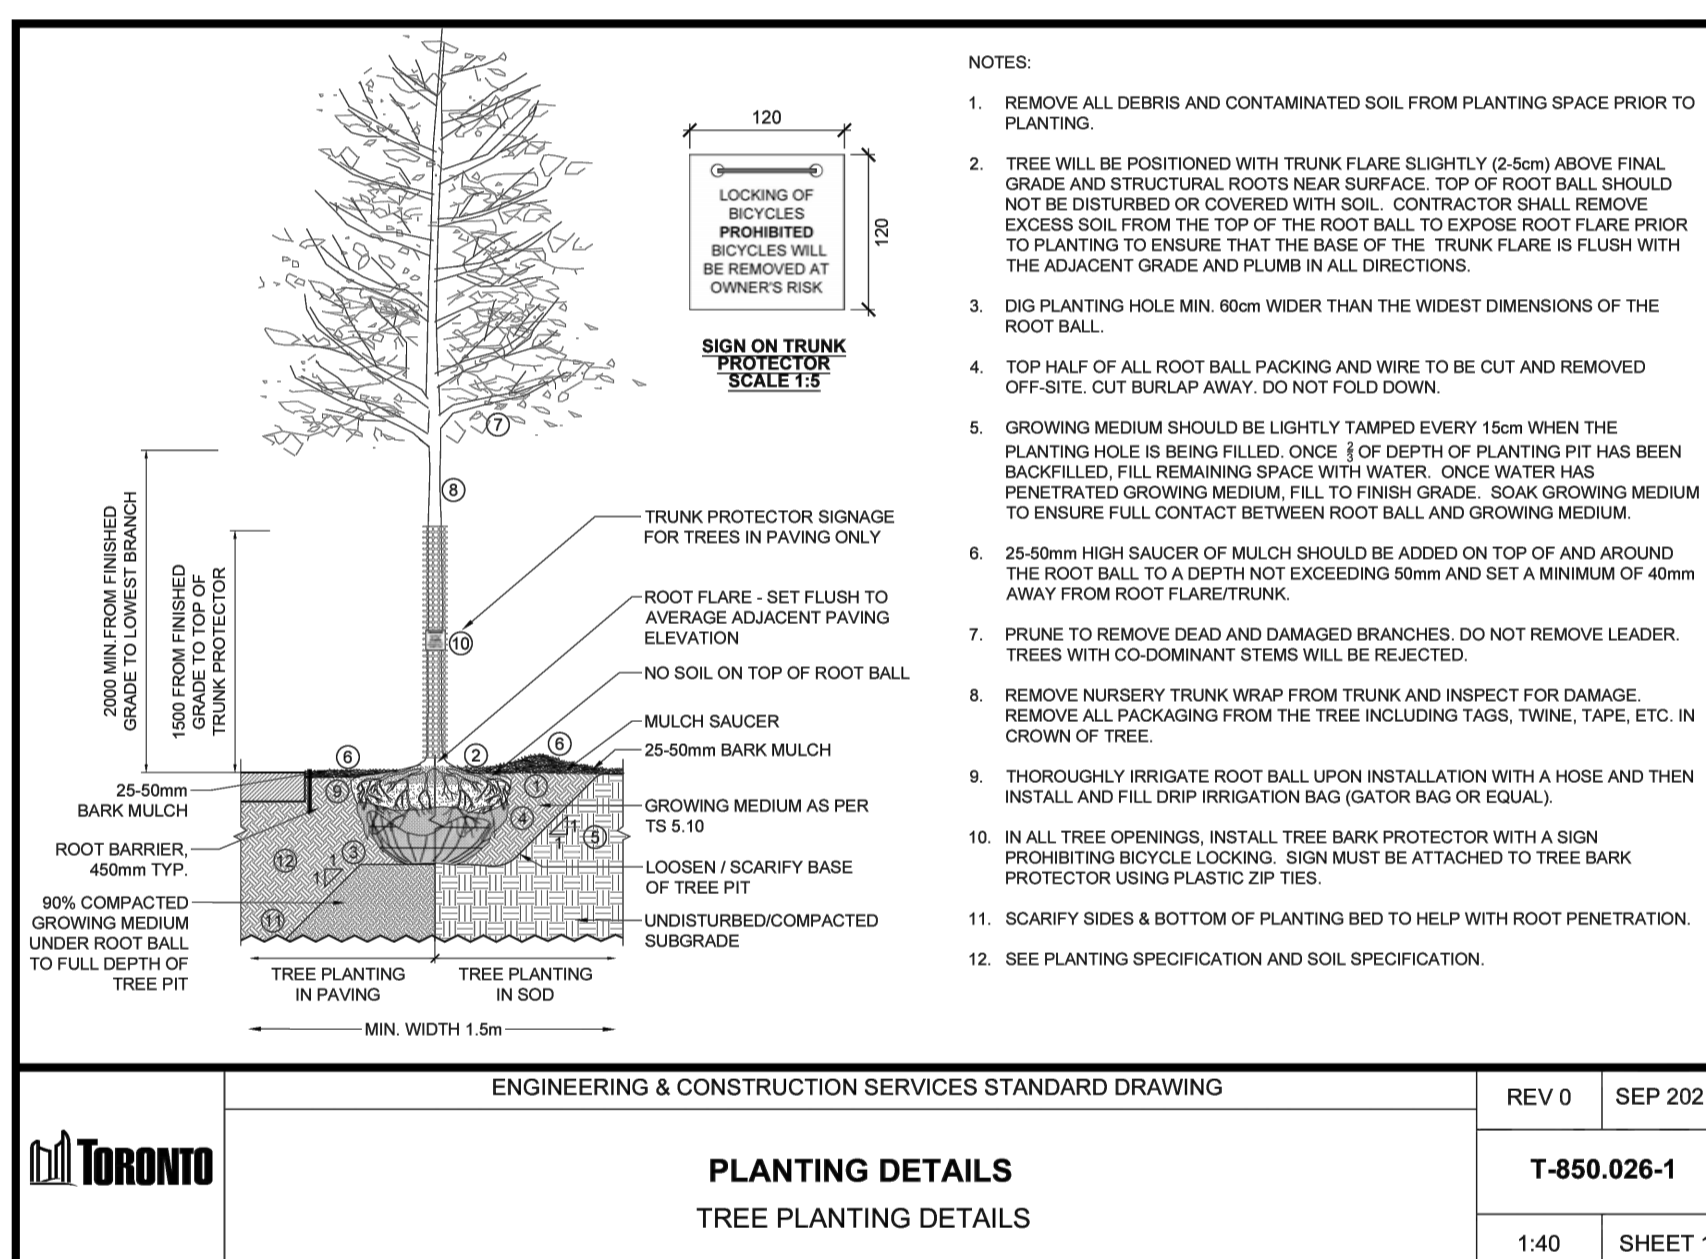 120
120
LOCKING OF
BICYCLES
PROHIBITED
BICYCLES WILL
BE REMOVED AT
OWNER'S RISK
SIGN ON TRUNK
PROTECTOR
SCALE 1:5
7
8
2000 MIN.FROM FINISHED
GRADE TO LOWEST BRANCH
1500 FROM FINISHED
GRADE TO TOP OF
TRUNK PROTECTOR
TRUNK PROTECTOR SIGNAGE
FOR TREES IN PAVING ONLY
10
ROOT FLARE - SET FLUSH TO
AVERAGE ADJACENT PAVING
ELEVATION
NO SOIL ON TOP OF ROOT BALL
MULCH SAUCER
25-50mm BARK MULCH
6
2
6
9
1
4
5
3
12
11
1
1
1
1
25-50mm
BARK MULCH
ROOT BARRIER,
450mm TYP.
90% COMPACTED
GROWING MEDIUM
UNDER ROOT BALL
TO FULL DEPTH OF
TREE PIT
GROWING MEDIUM AS PER
TS 5.10
LOOSEN / SCARIFY BASE
OF TREE PIT
UNDISTURBED/COMPACTED
SUBGRADE
TREE PLANTING
IN PAVING
TREE PLANTING
IN SOD
MIN. WIDTH 1.5m
NOTES:
1. REMOVE ALL DEBRIS AND CONTAMINATED SOIL FROM PLANTING SPACE PRIOR TO
PLANTING.
2. TREE WILL BE POSITIONED WITH TRUNK FLARE SLIGHTLY (2-5cm) ABOVE FINAL
GRADE AND STRUCTURAL ROOTS NEAR SURFACE. TOP OF ROOT BALL SHOULD
NOT BE DISTURBED OR COVERED WITH SOIL. CONTRACTOR SHALL REMOVE
EXCESS SOIL FROM THE TOP OF THE ROOT BALL TO EXPOSE ROOT FLARE PRIOR
TO PLANTING TO ENSURE THAT THE BASE OF THE TRUNK FLARE IS FLUSH WITH
THE ADJACENT GRADE AND PLUMB IN ALL DIRECTIONS.
3. DIG PLANTING HOLE MIN. 60cm WIDER THAN THE WIDEST DIMENSIONS OF THE
ROOT BALL.
4. TOP HALF OF ALL ROOT BALL PACKING AND WIRE TO BE CUT AND REMOVED
OFF-SITE. CUT BURLAP AWAY. DO NOT FOLD DOWN.
5. GROWING MEDIUM SHOULD BE LIGHTLY TAMPED EVERY 15cm WHEN THE
PLANTING HOLE IS BEING FILLED. ONCE 2/3 OF DEPTH OF PLANTING PIT HAS BEEN
BACKFILLED, FILL REMAINING SPACE WITH WATER. ONCE WATER HAS
PENETRATED GROWING MEDIUM, FILL TO FINISH GRADE. SOAK GROWING MEDIUM
TO ENSURE FULL CONTACT BETWEEN ROOT BALL AND GROWING MEDIUM.
6. 25-50mm HIGH SAUCER OF MULCH SHOULD BE ADDED ON TOP OF AND AROUND
THE ROOT BALL TO A DEPTH NOT EXCEEDING 50mm AND SET A MINIMUM OF 40mm
AWAY FROM ROOT FLARE/TRUNK.
7. PRUNE TO REMOVE DEAD AND DAMAGED BRANCHES. DO NOT REMOVE LEADER.
TREES WITH CO-DOMINANT STEMS WILL BE REJECTED.
8. REMOVE NURSERY TRUNK WRAP FROM TRUNK AND INSPECT FOR DAMAGE.
REMOVE ALL PACKAGING FROM THE TREE INCLUDING TAGS, TWINE, TAPE, ETC. IN
CROWN OF TREE.
9. THOROUGHLY IRRIGATE ROOT BALL UPON INSTALLATION WITH A HOSE AND THEN
INSTALL AND FILL DRIP IRRIGATION BAG (GATOR BAG OR EQUAL).
10. IN ALL TREE OPENINGS, INSTALL TREE BARK PROTECTOR WITH A SIGN
PROHIBITING BICYCLE LOCKING. SIGN MUST BE ATTACHED TO TREE BARK
PROTECTOR USING PLASTIC ZIP TIES.
11. SCARIFY SIDES & BOTTOM OF PLANTING BED TO HELP WITH ROOT PENETRATION.
12. SEE PLANTING SPECIFICATION AND SOIL SPECIFICATION.
TORONTO
ENGINEERING & CONSTRUCTION SERVICES STANDARD DRAWING
PLANTING DETAILS
TREE PLANTING DETAILS
REV 0
SEP 202
T-850.026-1
1:40
SHEET